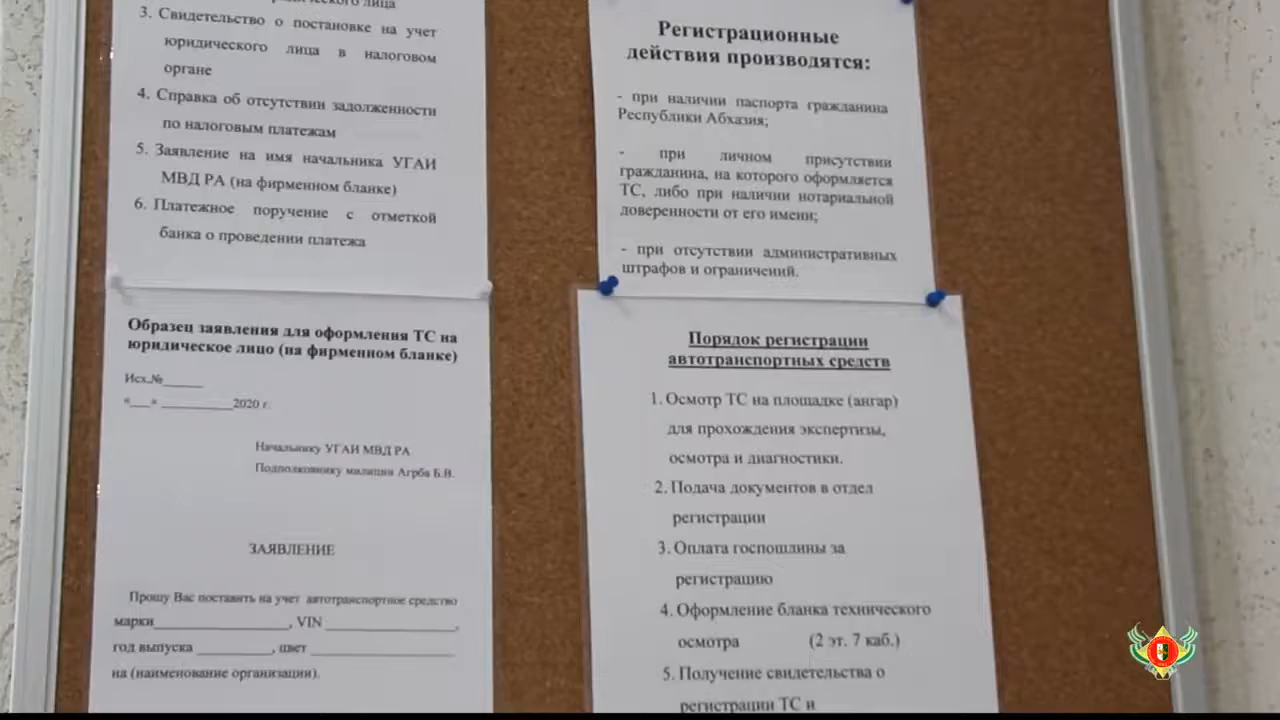 лица
3. Свидетельство о постановке на учет
юридического лица в налоговом
органе
4. Справка об отсутствии задолженности
по налоговым платежам
5. Заявление на имя начальника УГАИ
МВД РА (на фирменном бланке)
6. Платежное поручение с отметкой
банка о проведении платежа
Образец заявления для оформления ТС на
юридическое лицо (на фирменном бланке)
Исх.№______
«___» ___________2020 г.
Начальнику УГАИ МВД РА
Подполковнику милиции Агрба Б.В.
ЗАЯВЛЕНИЕ
Прошу Вас поставить на учет автотранспортное средство
марки__________________, VIN _________________,
год выпуска __________, цвет ___________________
на (наименование организации).
Регистрационные
действия производятся:
- при наличии паспорта гражданина
Республики Абхазия;
- при личном присутствии
гражданина, на которого оформляется
ТС, либо при наличии нотариальной
доверенности от его имени;
- при отсутствии административных
штрафов и ограничений.
Порядок регистрации
автотранспортных средств
1. Осмотр ТС на площадке (ангар)
для прохождения экспертизы,
осмотра и диагностики.
2. Подача документов в отдел
регистрации
3. Оплата госпошлины за
регистрацию
4. Оформление бланка технического
осмотра (2 эт. 7 каб.)
5. Получение свидетельства о
регистрации ТС и